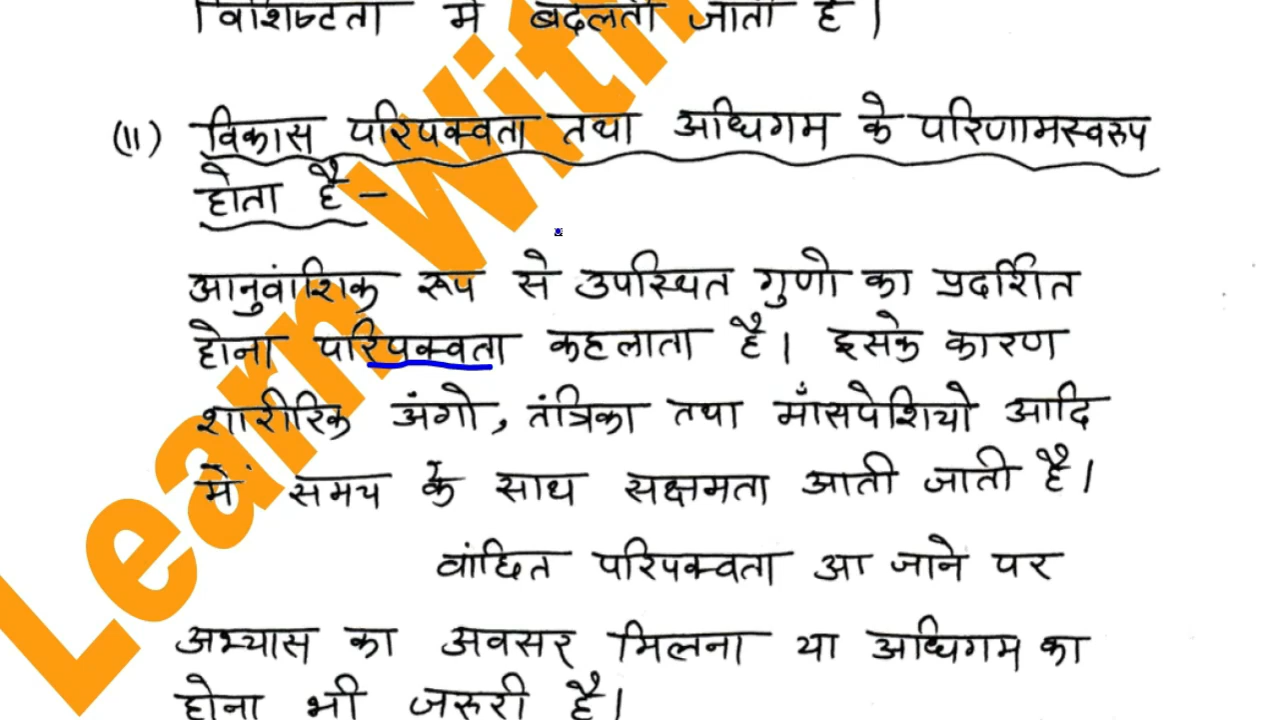 विशिष्टता में बदलती जाती है।
(11) विकास परिपक्वता तथा अधिगम के परिणामस्वरूप
होता है -
आनुवांशिक रूप से उपस्थित गुणो का प्रदर्शित
होना परिपक्वता कहलाता है। इसके कारण
शारीरिक अंगो, तंत्रिका तथा माँसपेशियो आदि
में समय के साथ सक्षमता आती जाती है।
वांछित परिपक्वता आ जाने पर
अभ्यास का अवसर मिलना या अधिगम का
होना भी जरुरी है।
Learn With